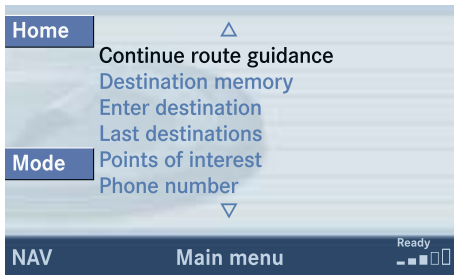 Home
Continue route guidance
Destination memory
Enter destination
Last destinations
Mode
Points of interest
Phone number
NAV
Main menu
Ready